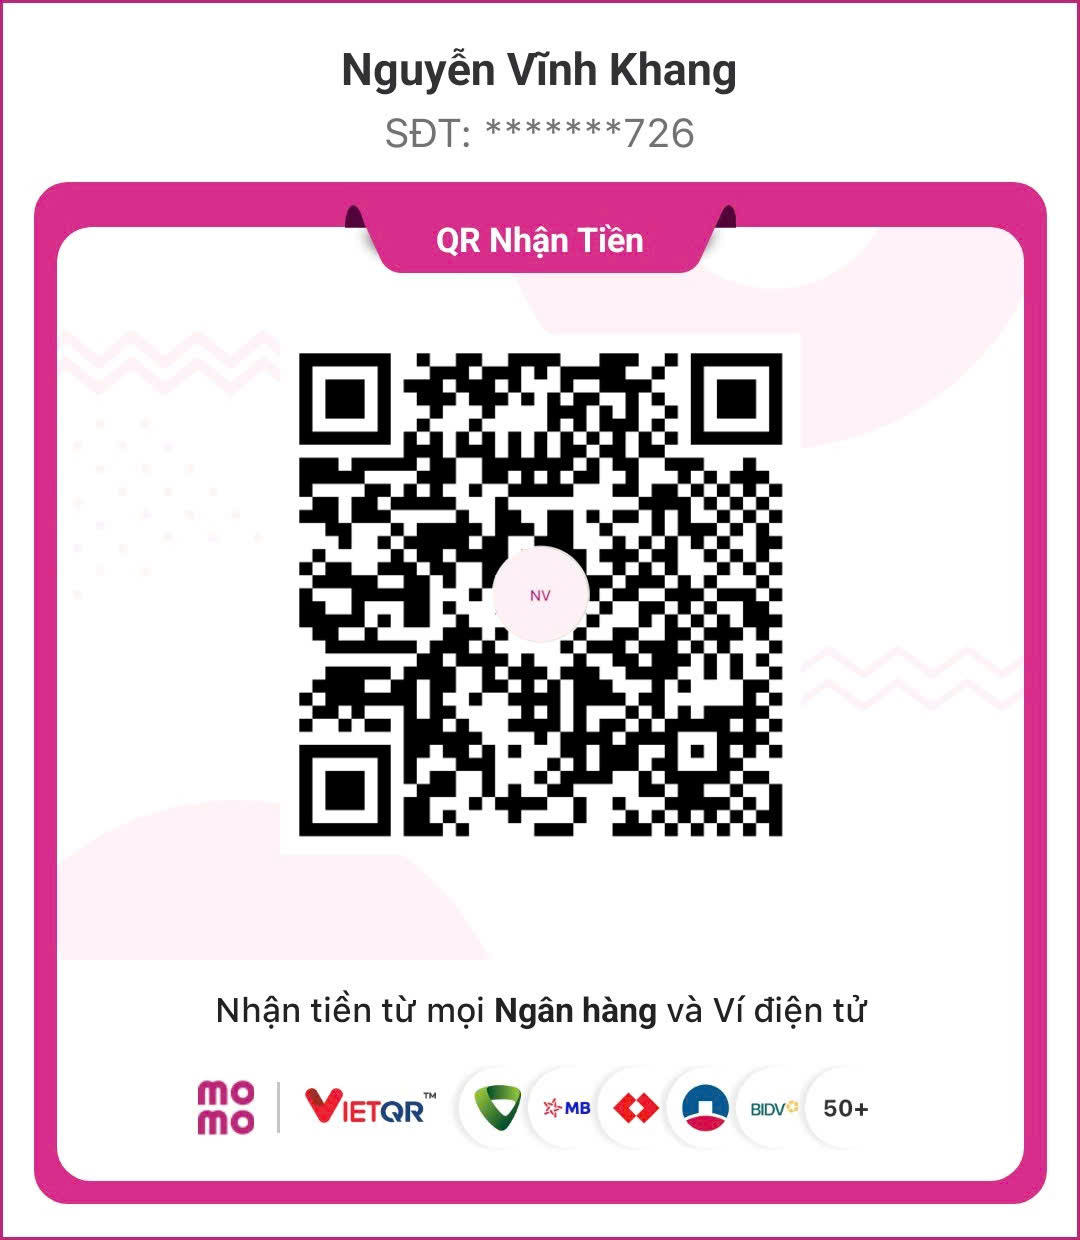 Nguyễn Vĩnh Khang
SĐT: *******726
QR Nhận Tiền
NV
Nhận tiền từ mọi Ngân hàng và Ví điện tử
mo
mo
VIETQR™
MB
BIDV
50+